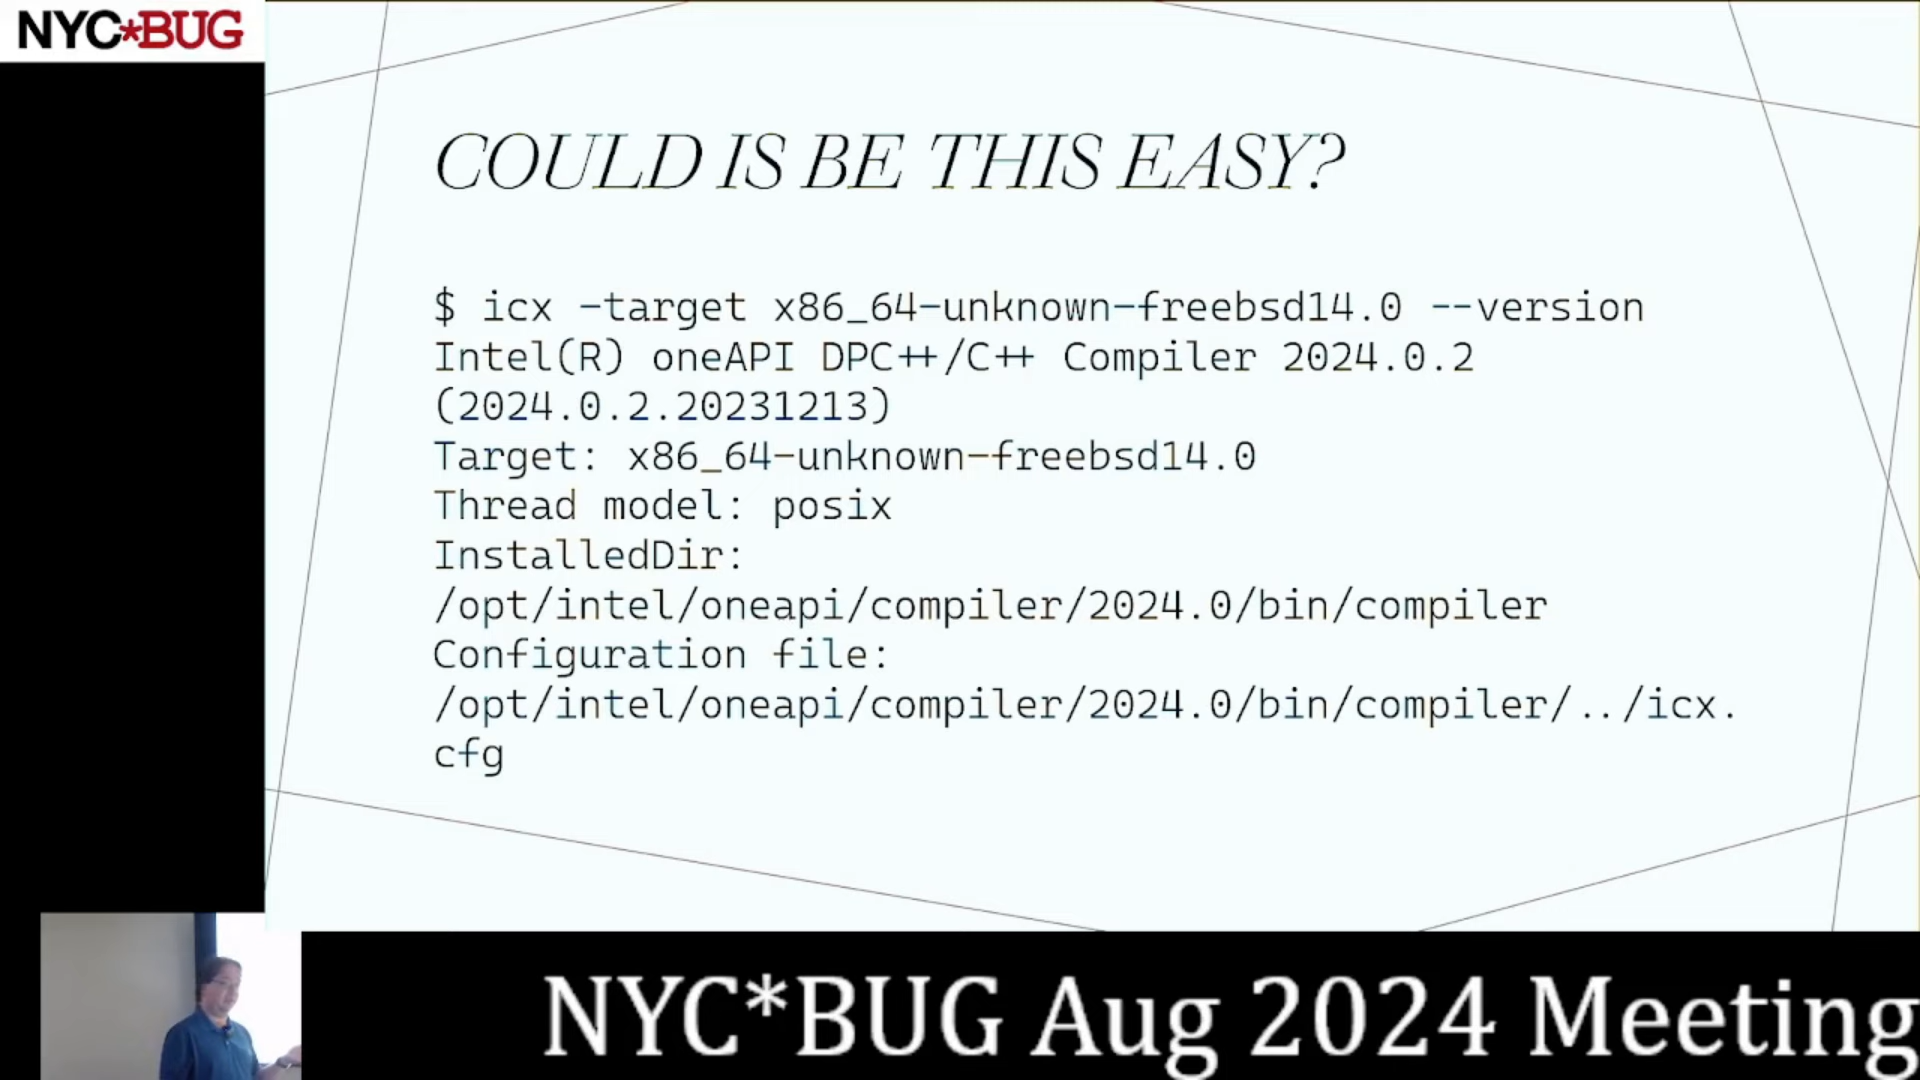 NYC*BUG
COULD IS BE THIS EASY?
$ icx -target x86_64-unknown-freebsd14.0 --version
Intel(R) oneAPI DPC++/C++ Compiler 2024.0.2
(2024.0.2.20231213)
Target: x86_64-unknown-freebsd14.0
Thread model: posix
InstalledDir:
/opt/intel/oneapi/compiler/2024.0/bin/compiler
Configuration file:
/opt/intel/oneapi/compiler/2024.0/bin/compiler/../icx.
cfg
NYC*BUG Aug 2024 Meeting